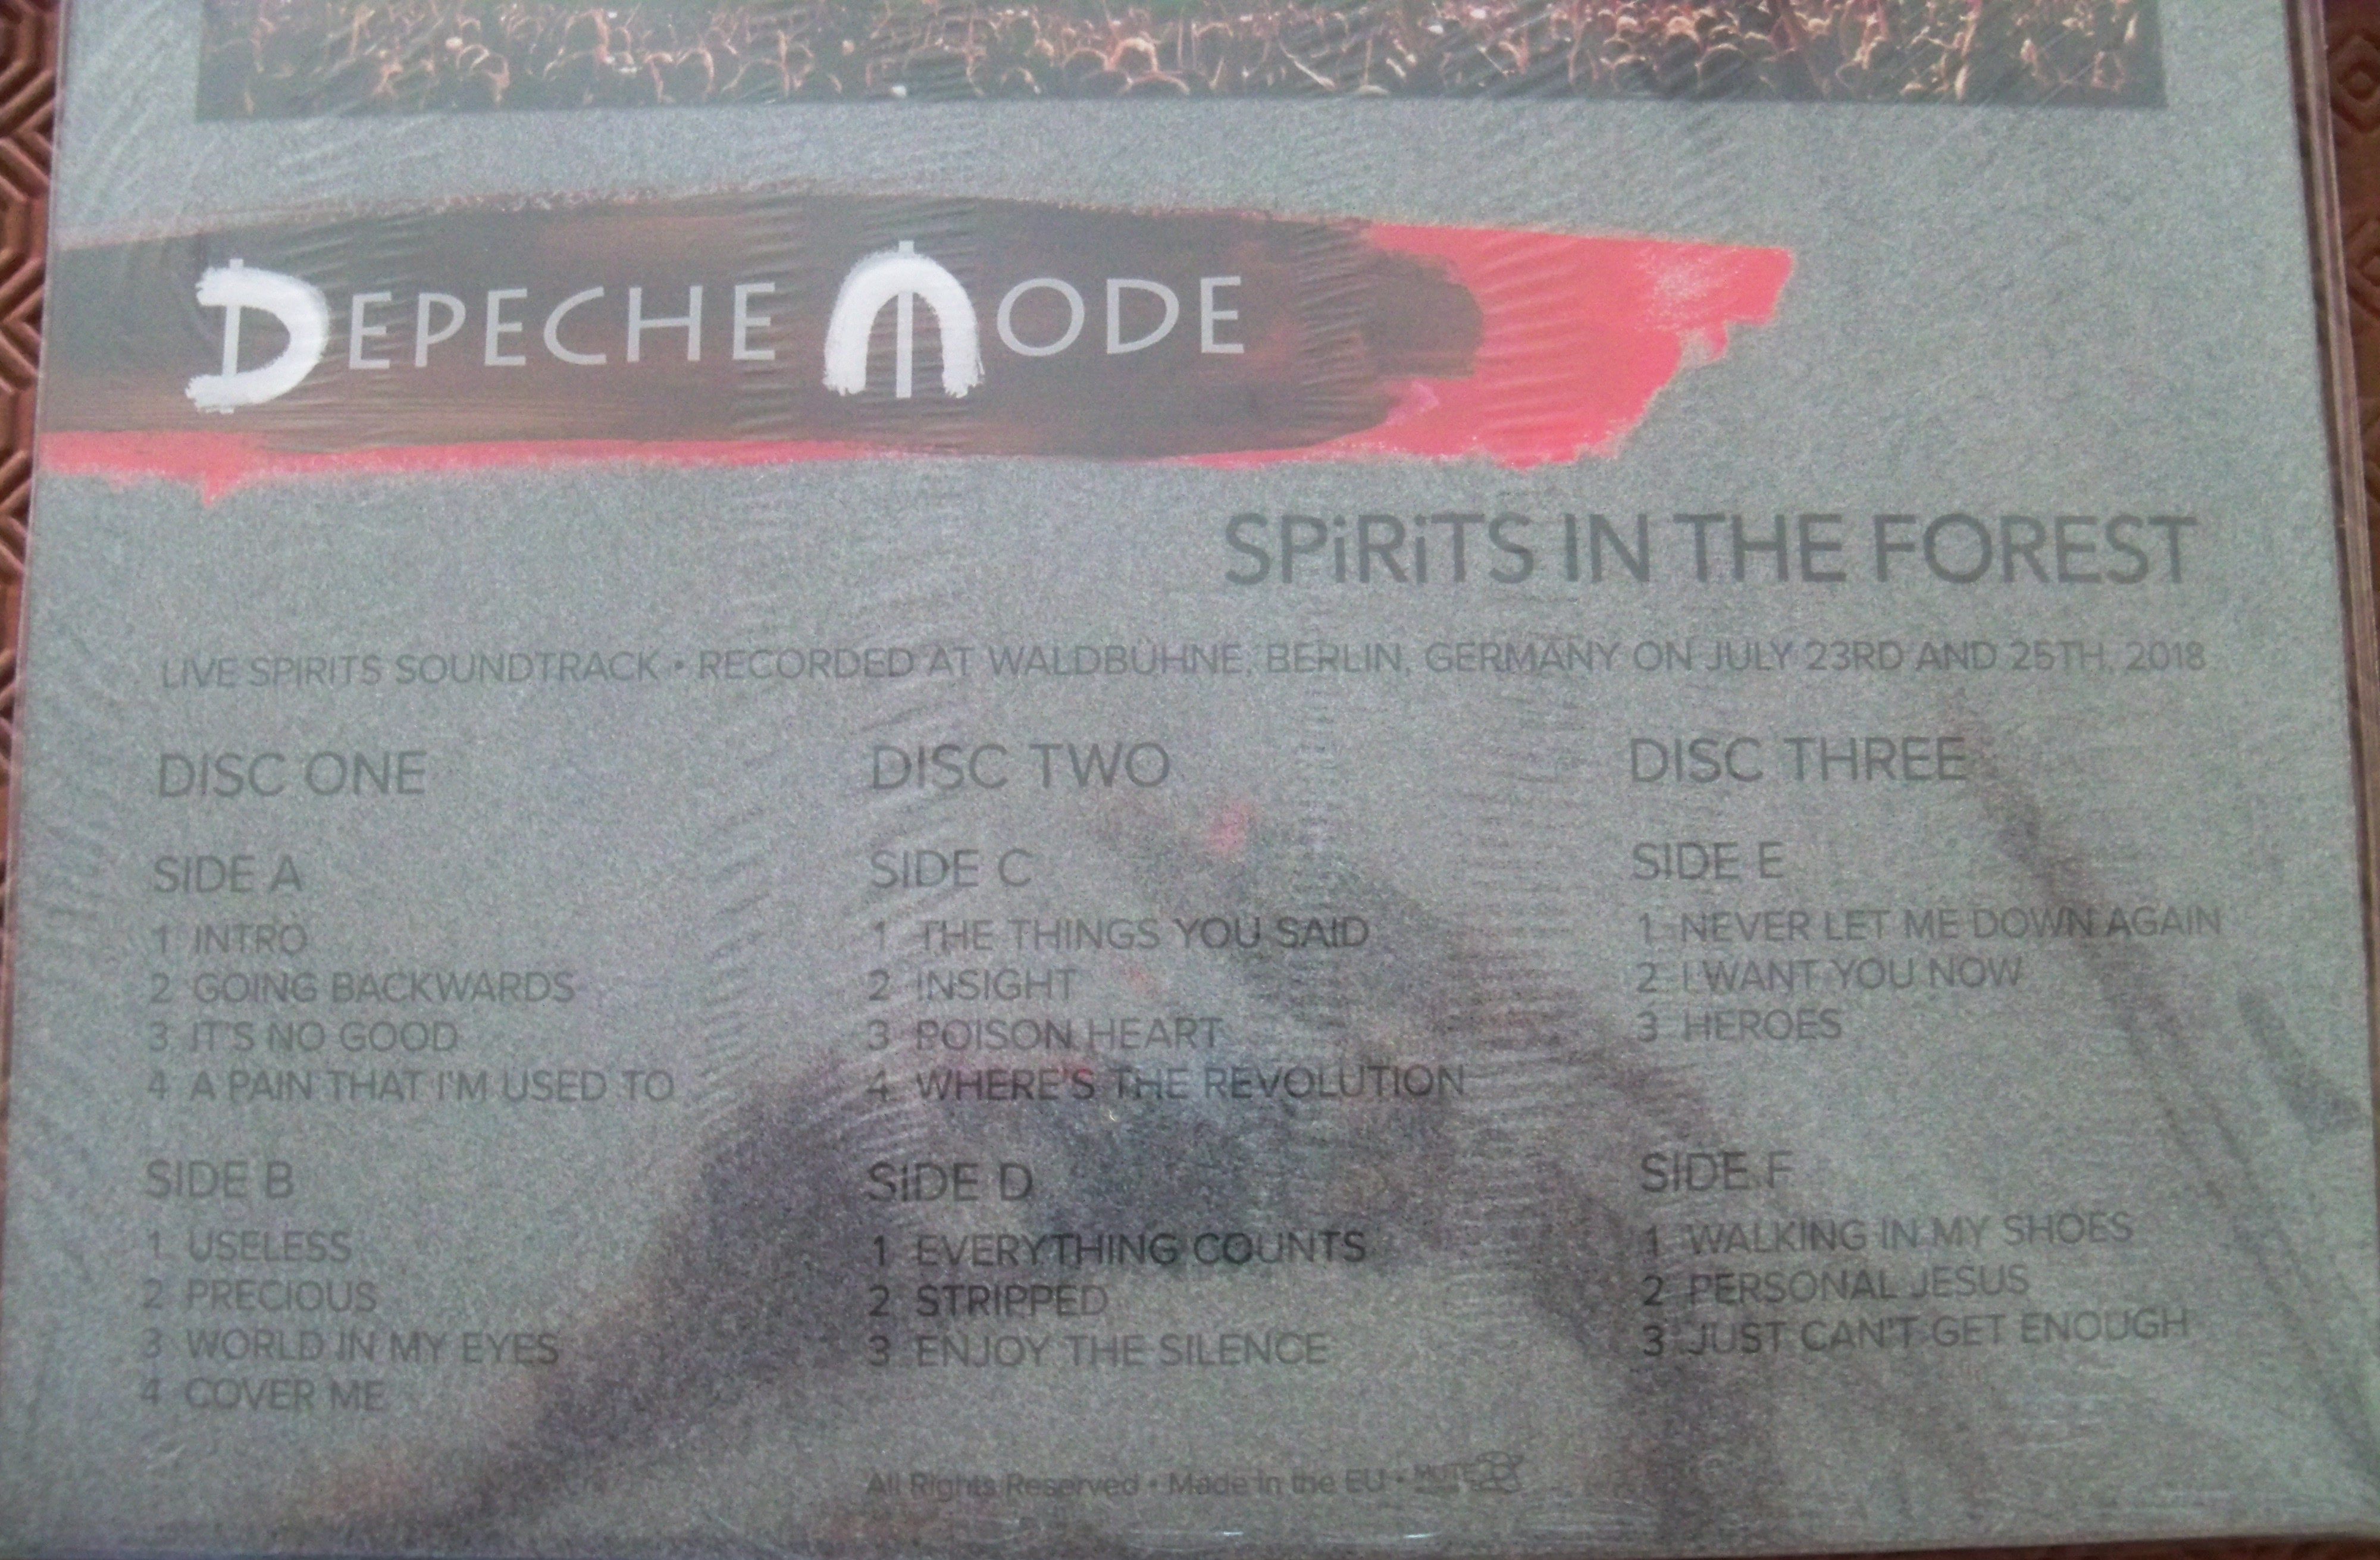 DEPECHE MODE
SPiRiTS IN THE FOREST
LIVE SPIRITS SOUNDTRACK • RECORDED AT WALDBÜHNE, BERLIN, GERMANY ON JULY 23RD AND 25TH, 2018
DISC ONE
SIDE A
1 INTRO
2 GOING BACKWARDS
3 IT'S NO GOOD
4 A PAIN THAT I'M USED TO
SIDE B
1 USELESS
2 PRECIOUS
3 WORLD IN MY EYES
4 COVER ME
DISC TWO
SIDE C
1 THE THINGS YOU SAID
2 INSIGHT
3 POISON HEART
4 WHERE'S THE REVOLUTION
SIDE D
1 EVERYTHING COUNTS
2 STRIPPED
3 ENJOY THE SILENCE
DISC THREE
SIDE E
1 NEVER LET ME DOWN AGAIN
2 I WANT YOU NOW
3 HEROES
SIDE F
1 WALKING IN MY SHOES
2 PERSONAL JESUS
3 JUST CAN'T GET ENOUGH
All Rights Reserved • Made in the EU • MUTE